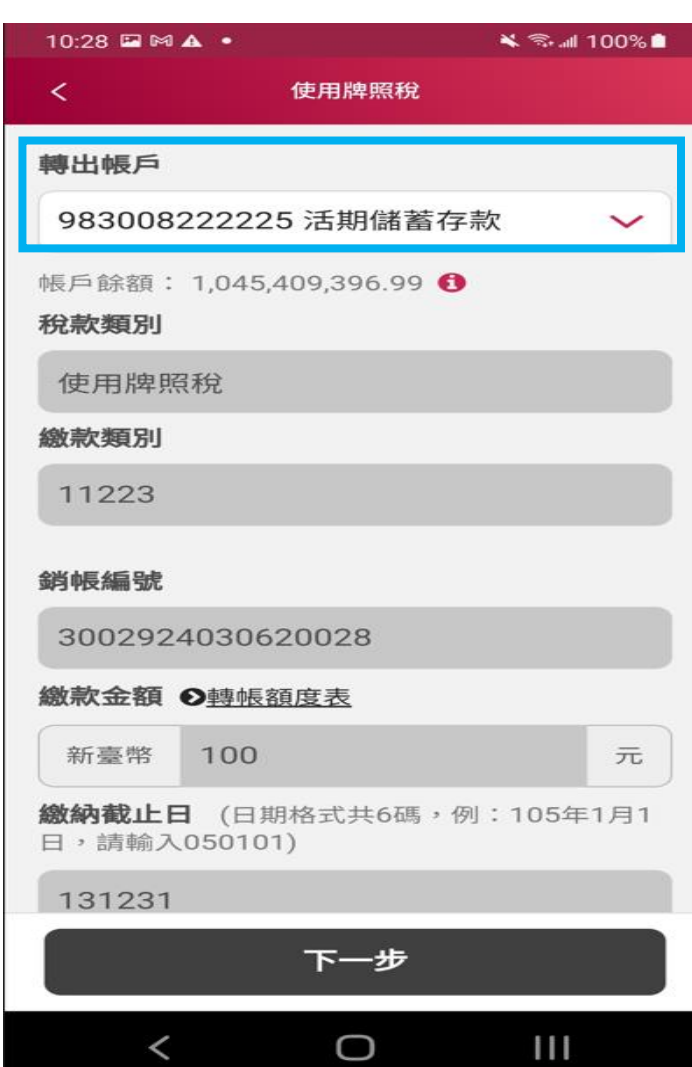 10:28
100%
使用牌照稅
轉出帳戶
983008222225 活期儲蓄存款
帳戶餘額： 1,045,409,396.99
稅款類別
使用牌照稅
繳款類別
11223
銷帳編號
3002924030620028
繳款金額 轉帳額度表
新臺幣 100 元
繳納截止日 (日期格式共6碼，例：105年1月1
日，請輸入050101)
131231
下一步